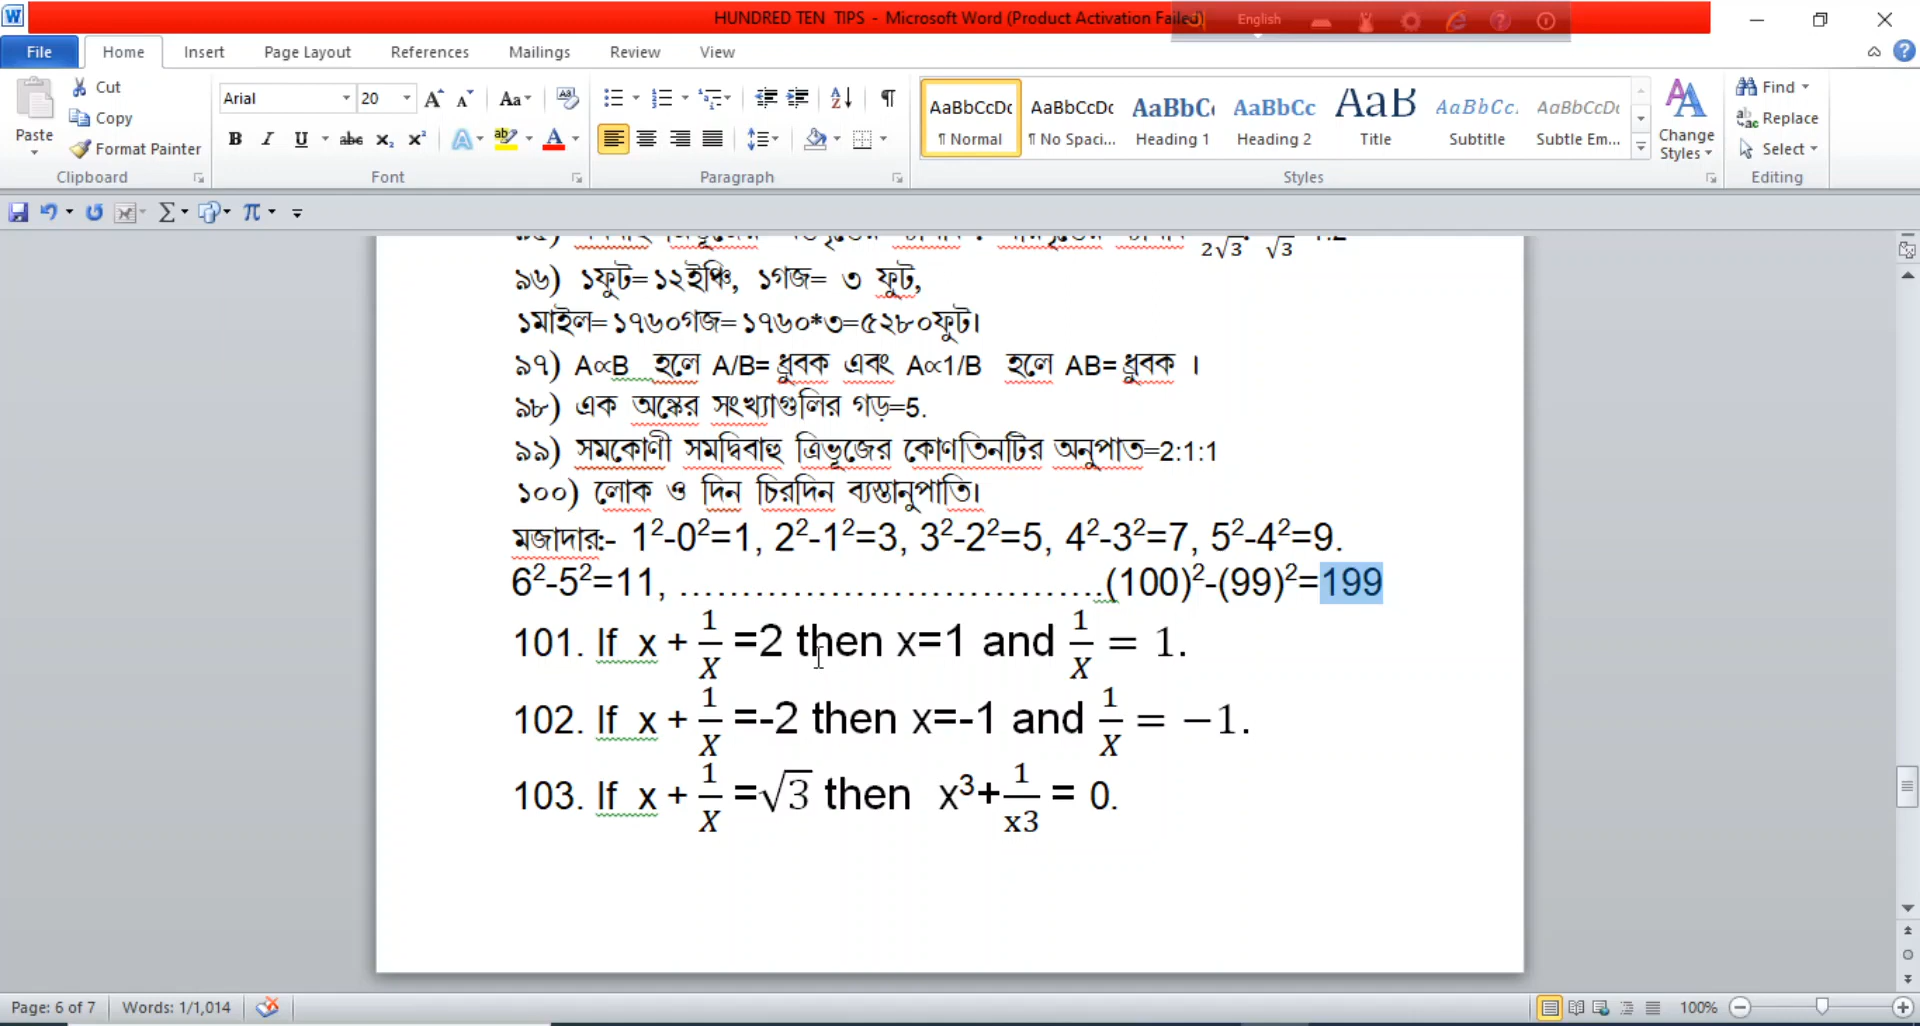 HUNDRED TEN TIPS - Microsoft Word (Product Activation Failed)
English
File Home Insert Page Layout References Mailings Review View
Paste
Cut
Copy
Format Painter
Clipboard
Arial 20
Font
Paragraph
AaBbCcDc AaBbCcDc AaBbC AaBbCc AaB AaBbCc. AaBbCcDc
¶ Normal ¶ No Spaci... Heading 1 Heading 2 Title Subtitle Subtle Em...
Change Styles
Styles
Find
Replace
Select
Editing
2√3 √3
৯৬) ১ফুট=১২ইঞ্চি, ১গজ= ৩ ফুট,
১মাইল=১৭৬০গজ=১৭৬০*৩=৫২৮০ফুট।
৯৭) A∝B হলে A/B= ধ্রুবক এবং A∝1/B হলে AB= ধ্রুবক ।
৯৮) এক অঙ্কের সংখ্যাগুলির গড়=5.
৯৯) সমকোণী সমদ্বিবাহু ত্রিভূজের কোণতিনটির অনুপাত=2:1:1
১০০) লোক ও দিন চিরদিন ব্যস্তানুপাতি।
মজাদার:- 1²-0²=1, 2²-1²=3, 3²-2²=5, 4²-3²=7, 5²-4²=9.
6²-5²=11, ……………………………..(100)²-(99)²=199
101. If x + 1/X =2 then x=1 and 1/X = 1.
102. If x + 1/X =-2 then x=-1 and 1/X = −1.
103. If x + 1/X =√3 then x³+1/x3 = 0.
Page: 6 of 7 Words: 1/1,014 100%